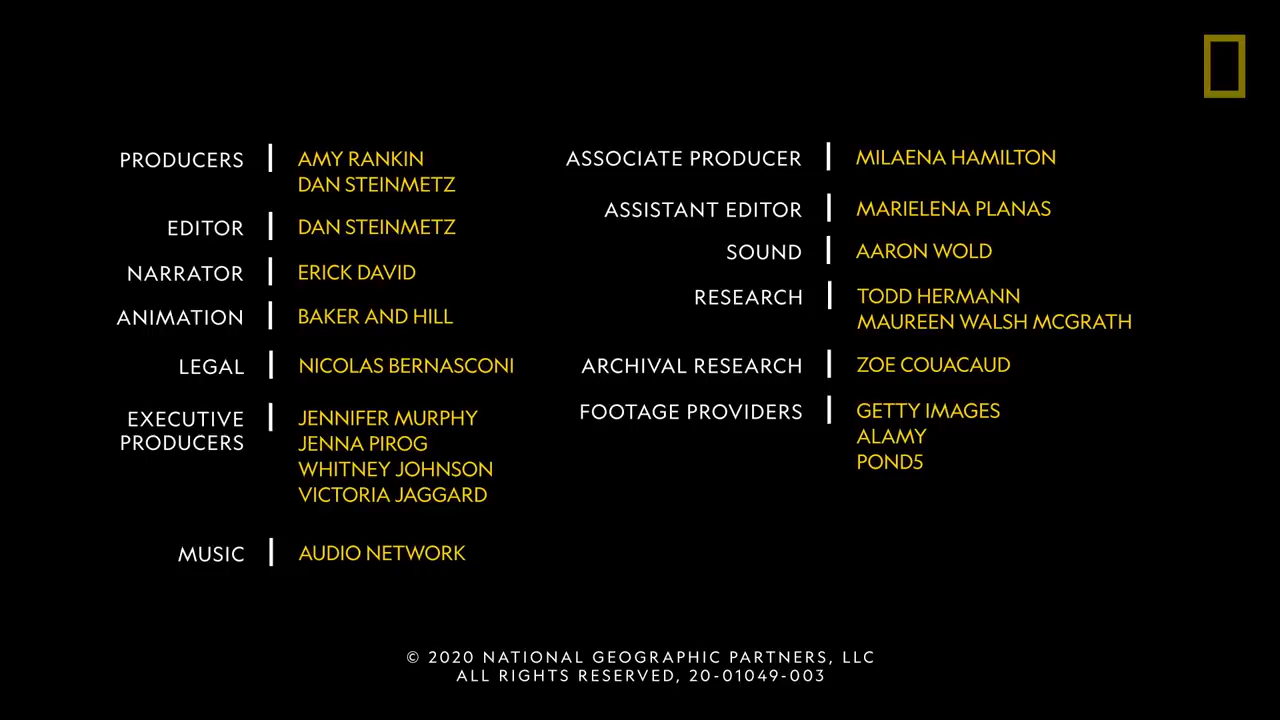 PRODUCERS | AMY RANKIN
DAN STEINMETZ
EDITOR | DAN STEINMETZ
NARRATOR | ERICK DAVID
ANIMATION | BAKER AND HILL
LEGAL | NICOLAS BERNASCONI
EXECUTIVE PRODUCERS | JENNIFER MURPHY
JENNA PIROG
WHITNEY JOHNSON
VICTORIA JAGGARD
MUSIC | AUDIO NETWORK
ASSOCIATE PRODUCER | MILAENA HAMILTON
ASSISTANT EDITOR | MARIELENA PLANAS
SOUND | AARON WOLD
RESEARCH | TODD HERMANN
MAUREEN WALSH MCGRATH
ARCHIVAL RESEARCH | ZOE COUACAUD
FOOTAGE PROVIDERS | GETTY IMAGES
ALAMY
POND5
© 2020 NATIONAL GEOGRAPHIC PARTNERS, LLC
ALL RIGHTS RESERVED, 20-01049-003